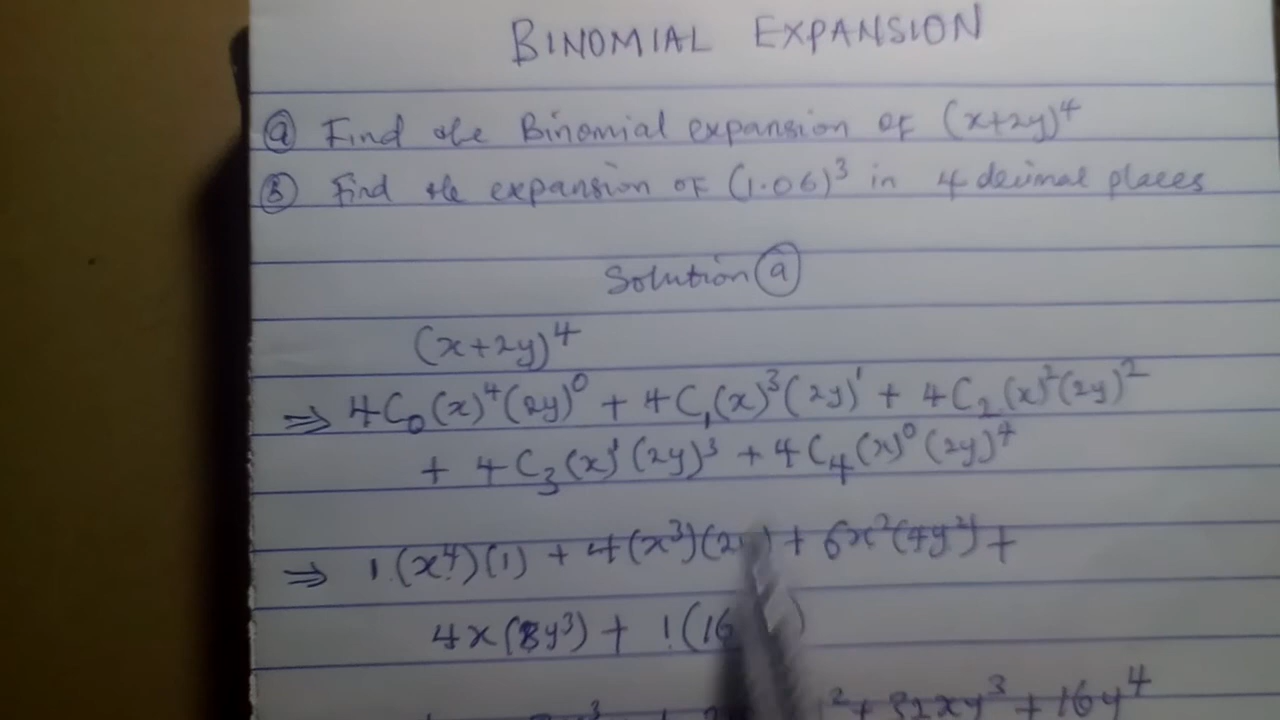 BINOMIAL EXPANSION
ⓐ Find the Binomial expansion of (x+2y)⁴
ⓑ Find the expansion of (1.06)³ in 4 decimal places
Solution ⓐ
(x+2y)⁴
⇒ 4C₀(x)⁴(2y)⁰ + 4C₁(x)³(2y)¹ + 4C₂(x)²(2y)²
+ 4C₃(x)¹(2y)³ + 4C₄(x)⁰(2y)⁴
⇒ 1.(x⁴)(1) + 4(x³)(2 ) + 6x²(4y²) +
4x(8y³) + 1(16 )
² + 32xy³ + 16y⁴